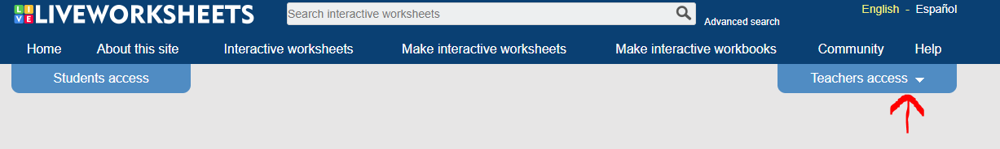 LIVE LIVEWORKSHEETS
Search interactive worksheets
Advanced search
English - Español
Home About this site Interactive worksheets Make interactive worksheets Make interactive workbooks Community Help
Students access Teachers access